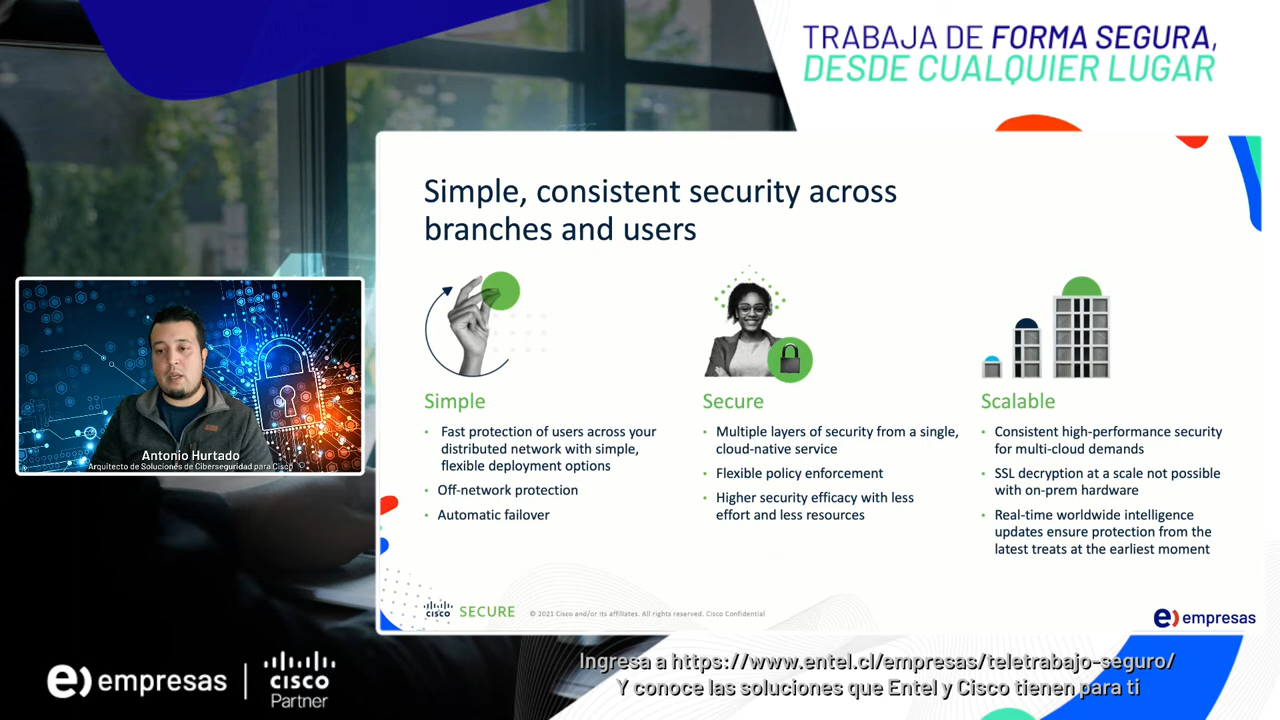 TRABAJA DE FORMA SEGURA,
DESDE CUALQUIER LUGAR
Simple, consistent security across
branches and users
Simple
• Fast protection of users across your
distributed network with simple,
flexible deployment options
• Off-network protection
• Automatic failover
Secure
• Multiple layers of security from a single,
cloud-native service
• Flexible policy enforcement
• Higher security efficacy with less
effort and less resources
Scalable
• Consistent high-performance security
for multi-cloud demands
• SSL decryption at a scale not possible
with on-prem hardware
• Real-time worldwide intelligence
updates ensure protection from the
latest treats at the earliest moment
Antonio Hurtado
Arquitecto de Soluciones de Ciberseguridad para Cisco
CISCO SECURE
© 2021 Cisco and/or its affiliates. All rights reserved. Cisco Confidential
e) empresas
e) empresas
CISCO
Partner
Ingresa a https://www.entel.cl/empresas/teletrabajo-seguro/
Y conoce las soluciones que Entel y Cisco tienen para ti